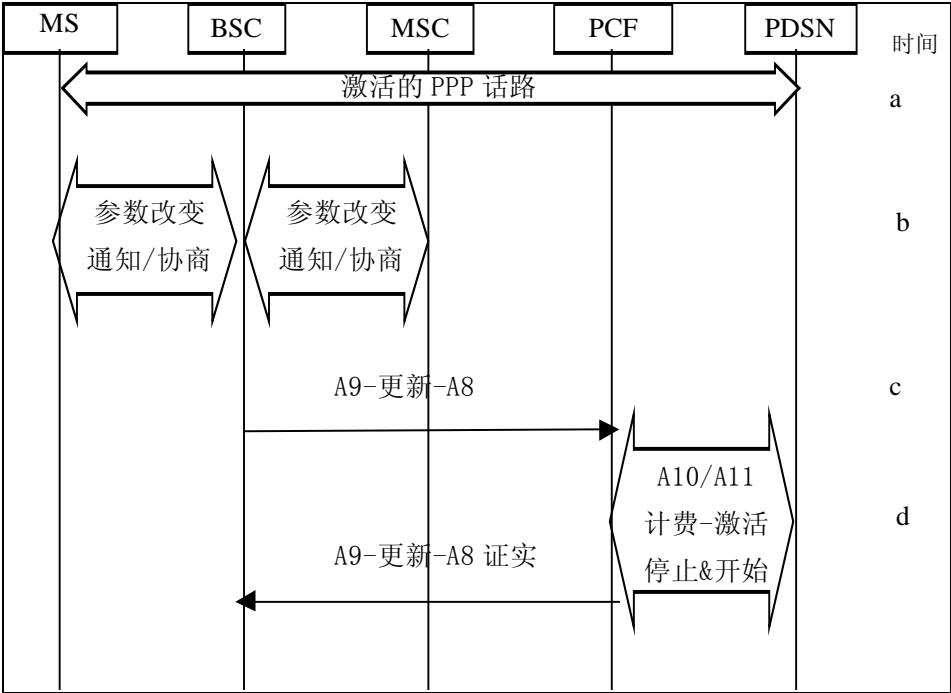 MS
BSC
MSC
PCF
PDSN
时间
激活的 PPP 话路
a
参数改变
通知/协商
参数改变
通知/协商
b
A9-更新-A8
c
A10/A11
计费-激活
停止&开始
d
A9-更新-A8 证实